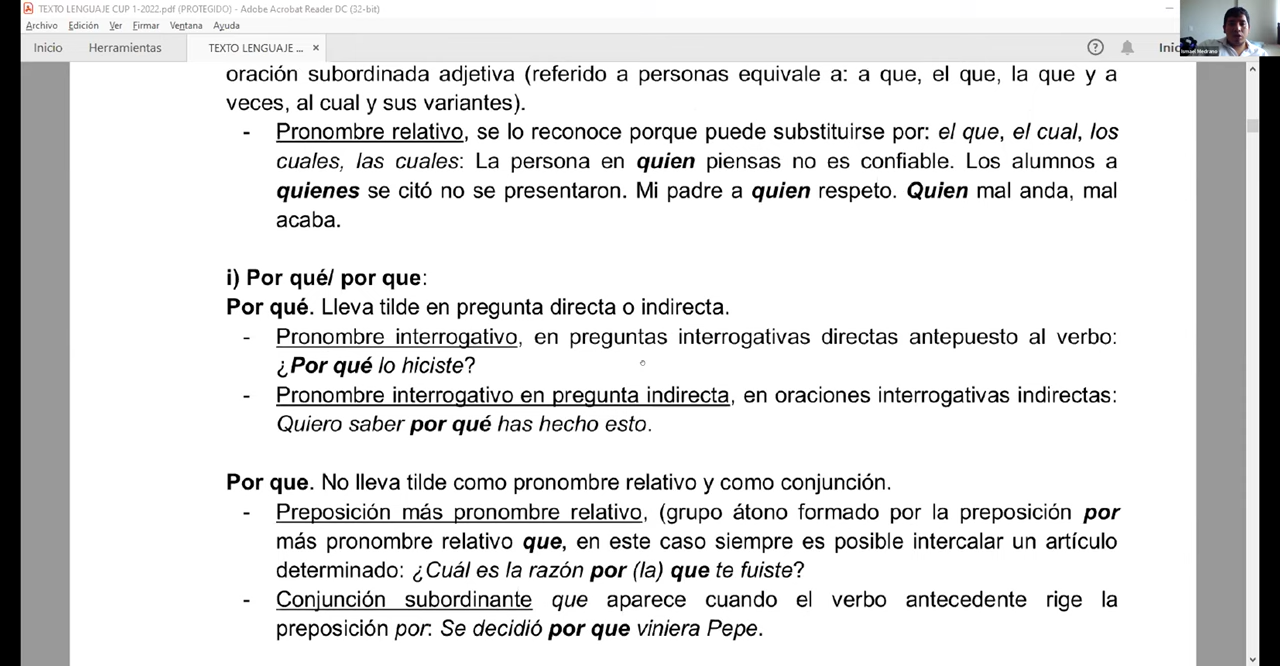 TEXTO LENGUAJE CUP 1-2022.pdf (PROTEGIDO) - Adobe Acrobat Reader DC (32-bit)
Archivo Edición Ver Firmar Ventana Ayuda
Inicio Herramientas TEXTO LENGUAJE ... × ? Inic
Ismael Medrano
oración subordinada adjetiva (referido a personas equivale a: a que, el que, la que y a
veces, al cual y sus variantes).
- Pronombre relativo, se lo reconoce porque puede substituirse por: el que, el cual, los
cuales, las cuales: La persona en quien piensas no es confiable. Los alumnos a
quienes se citó no se presentaron. Mi padre a quien respeto. Quien mal anda, mal
acaba.
i) Por qué/ por que:
Por qué. Lleva tilde en pregunta directa o indirecta.
- Pronombre interrogativo, en preguntas interrogativas directas antepuesto al verbo:
¿Por qué lo hiciste?
- Pronombre interrogativo en pregunta indirecta, en oraciones interrogativas indirectas:
Quiero saber por qué has hecho esto.
Por que. No lleva tilde como pronombre relativo y como conjunción.
- Preposición más pronombre relativo, (grupo átono formado por la preposición por
más pronombre relativo que, en este caso siempre es posible intercalar un artículo
determinado: ¿Cuál es la razón por (la) que te fuiste?
- Conjunción subordinante que aparece cuando el verbo antecedente rige la
preposición por: Se decidió por que viniera Pepe.